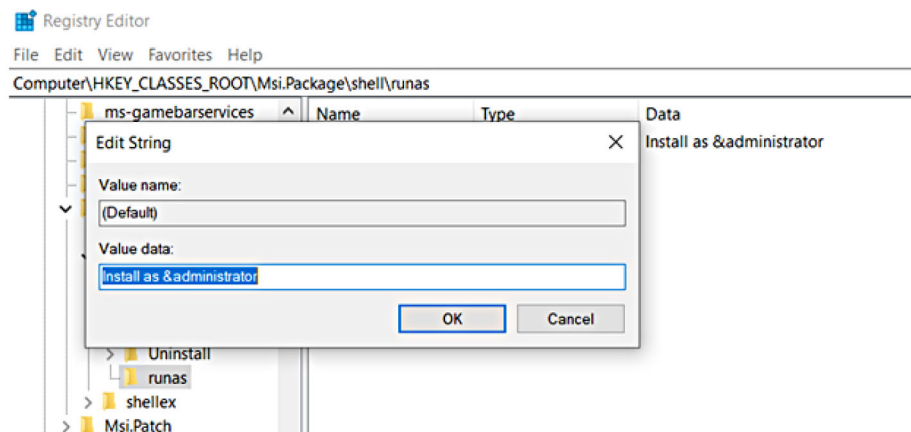 Registry Editor
File Edit View Favorites Help
Computer\HKEY_CLASSES_ROOT\Msi.Package\shell\runas
ms-gamebarservices
Name Type Data
Install as &administrator
Edit String
Value name:
(Default)
Value data:
Install as &administrator
OK Cancel
Uninstall
runas
shellex
Msi.Patch